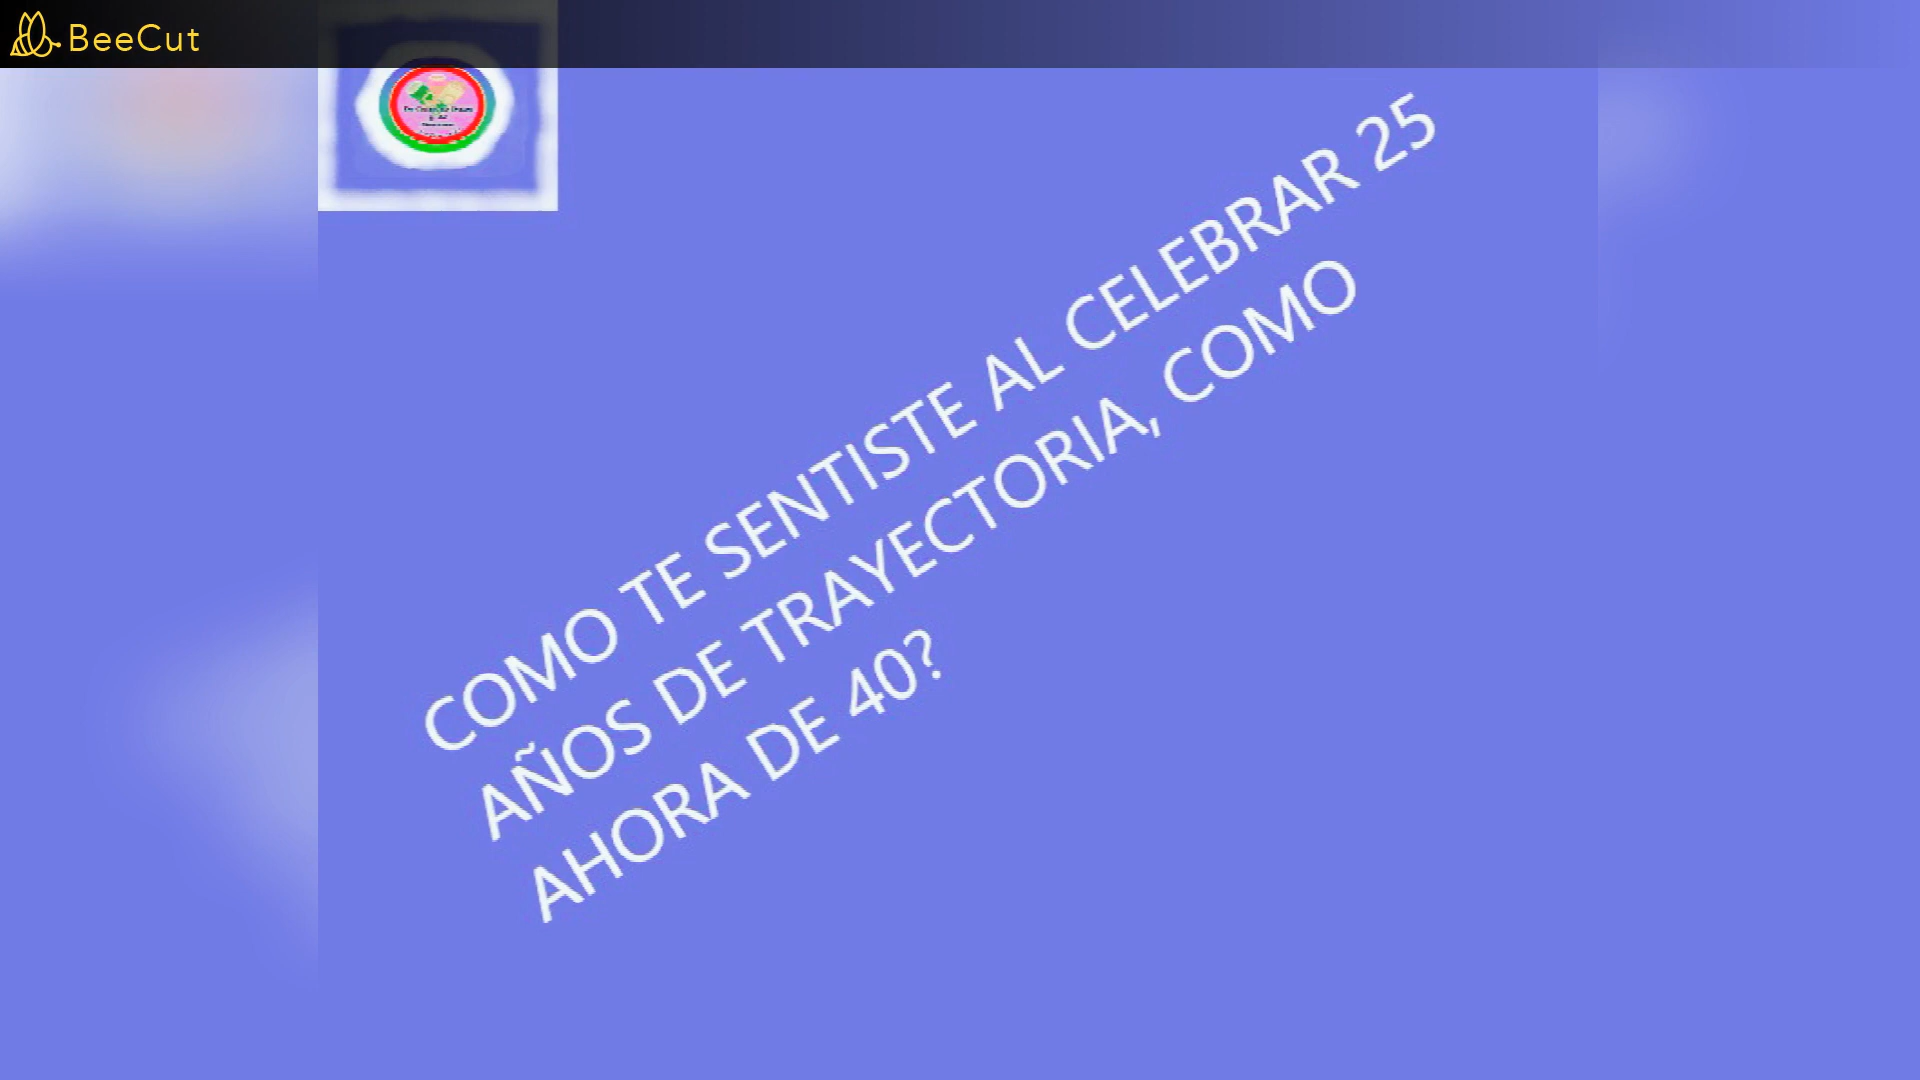 BeeCut
COMO TE SENTISTE AL CELEBRAR 25
AÑOS DE TRAYECTORIA, COMO
AHORA DE 40?